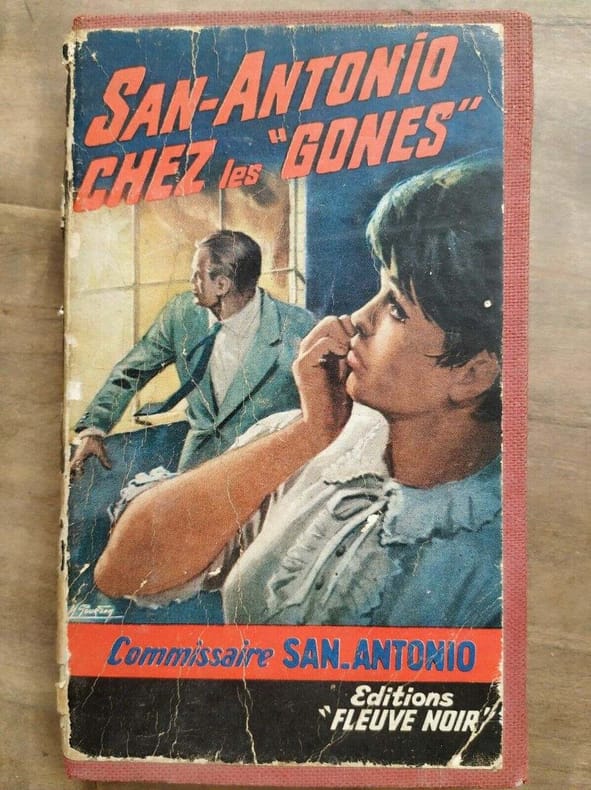 SAN-ANTONIO
CHEZ les "GONES"
Commissaire SAN-ANTONIO
Editions
"FLEUVE NOIR"